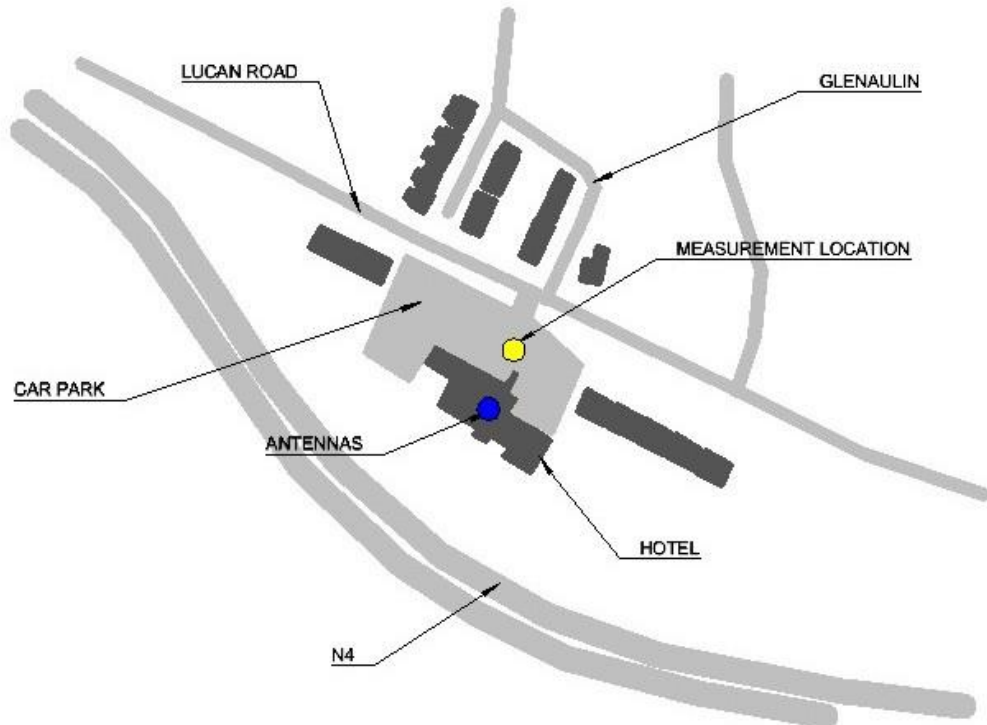 LUCAN ROAD
GLENAULIN
MEASUREMENT LOCATION
CAR PARK
ANTENNAS
HOTEL
N4